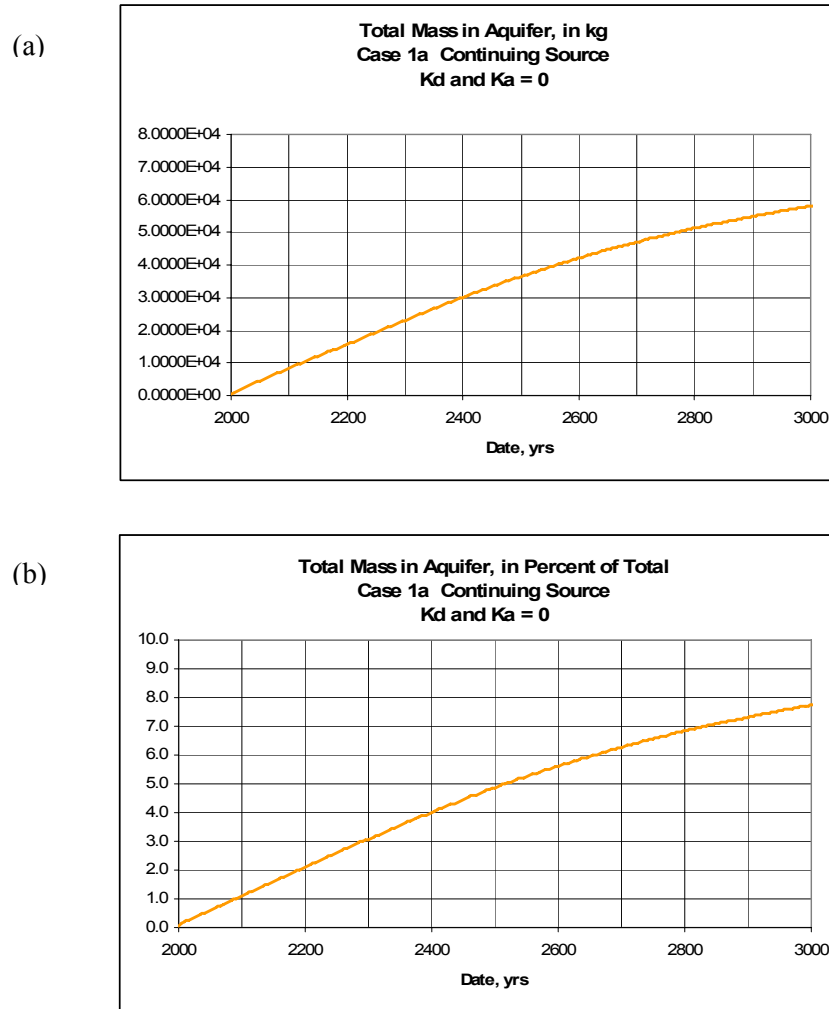 (a)
Total Mass in Aquifer, in kg
Case 1a Continuing Source
Kd and Ka = 0
8.0000E+04
7.0000E+04
6.0000E+04
5.0000E+04
4.0000E+04
3.0000E+04
2.0000E+04
1.0000E+04
0.0000E+00
2000 2200 2400 2600 2800 3000
Date, yrs
(b)
Total Mass in Aquifer, in Percent of Total
Case 1a Continuing Source
Kd and Ka = 0
10.0
9.0
8.0
7.0
6.0
5.0
4.0
3.0
2.0
1.0
0.0
2000 2200 2400 2600 2800 3000
Date, yrs